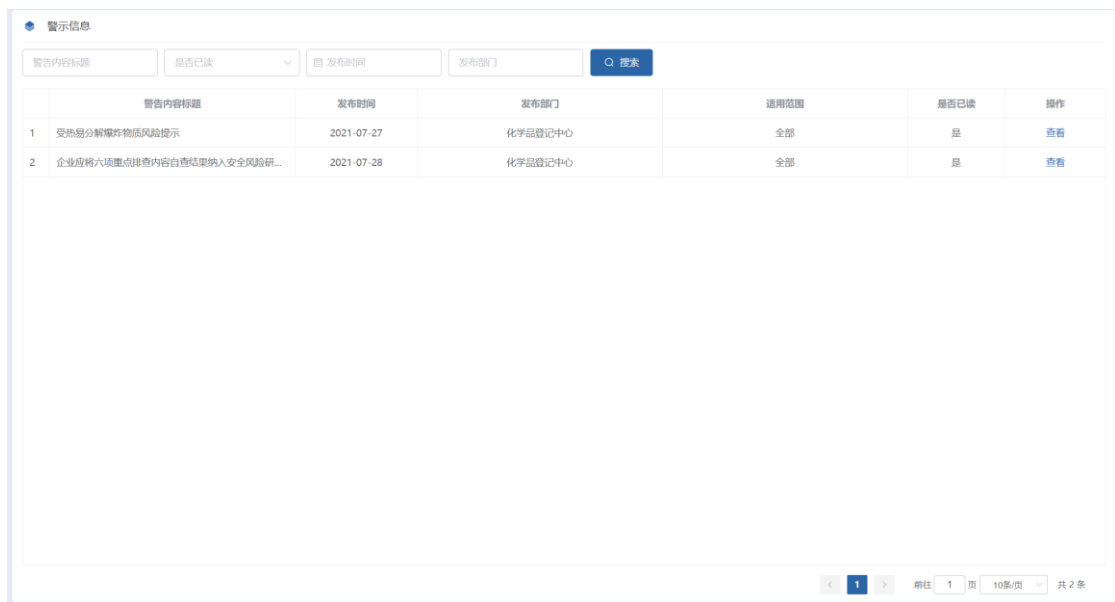 警示信息
警告内容标题 是否已读 发布时间 发布部门 搜索
警告内容标题 发布时间 发布部门 适用范围 是否已读 操作
1 受热易分解爆炸物质风险提示 2021-07-27 化学品登记中心 全部 是 查看
2 企业应将六项重点排查内容自查结果纳入安全风险研... 2021-07-28 化学品登记中心 全部 是 查看
< 1 > 前往 1 页 10条/页 共 2 条